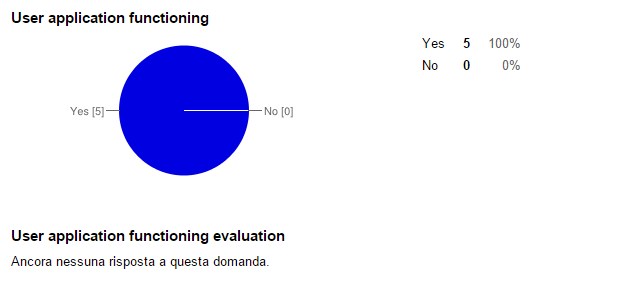 User application functioning
Yes 5 100%
No 0 0%
Yes [5]
No [0]
User application functioning evaluation
Ancora nessuna risposta a questa domanda.